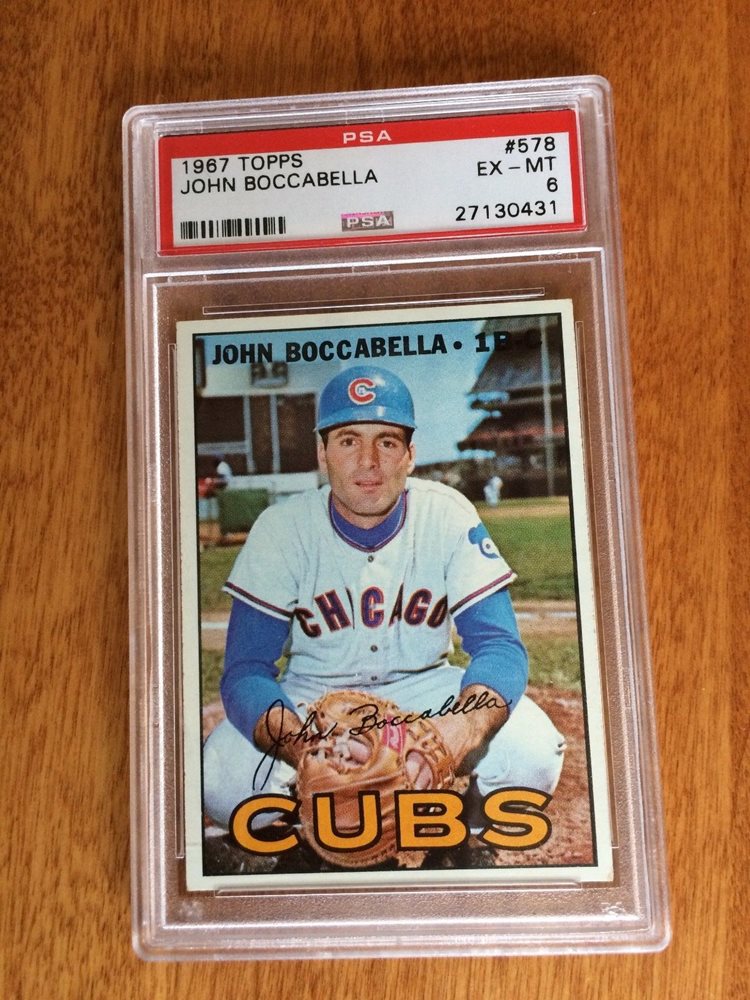 PSA
1967 TOPPS #578
JOHN BOCCABELLA EX - MT
6
PSA 27130431
JOHN BOCCABELLA • 1B-C
C
CHICAGO
John Boccabella
CUBS